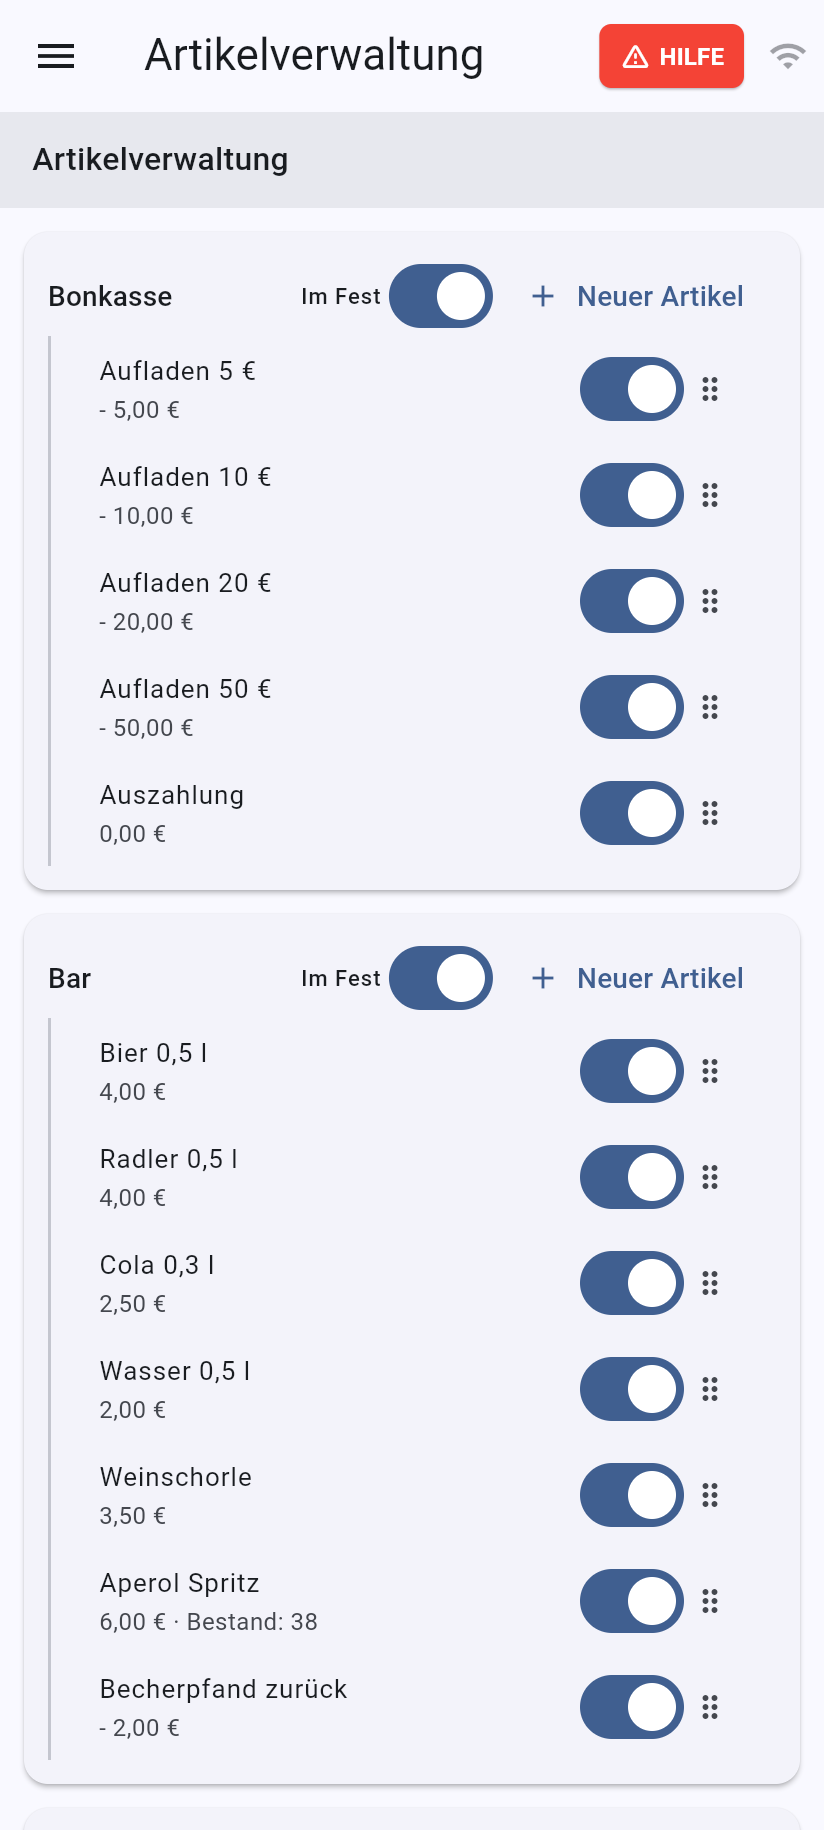 Artikelverwaltung
HILFE
Artikelverwaltung
Bonkasse
Im Fest
Neuer Artikel
Aufladen 5 €
- 5,00 €
Aufladen 10 €
- 10,00 €
Aufladen 20 €
- 20,00 €
Aufladen 50 €
- 50,00 €
Auszahlung
0,00 €
Bar
Im Fest
Neuer Artikel
Bier 0,5 l
4,00 €
Radler 0,5 l
4,00 €
Cola 0,3 l
2,50 €
Wasser 0,5 l
2,00 €
Weinschorle
3,50 €
Aperol Spritz
6,00 € · Bestand: 38
Becherpfand zurück
- 2,00 €